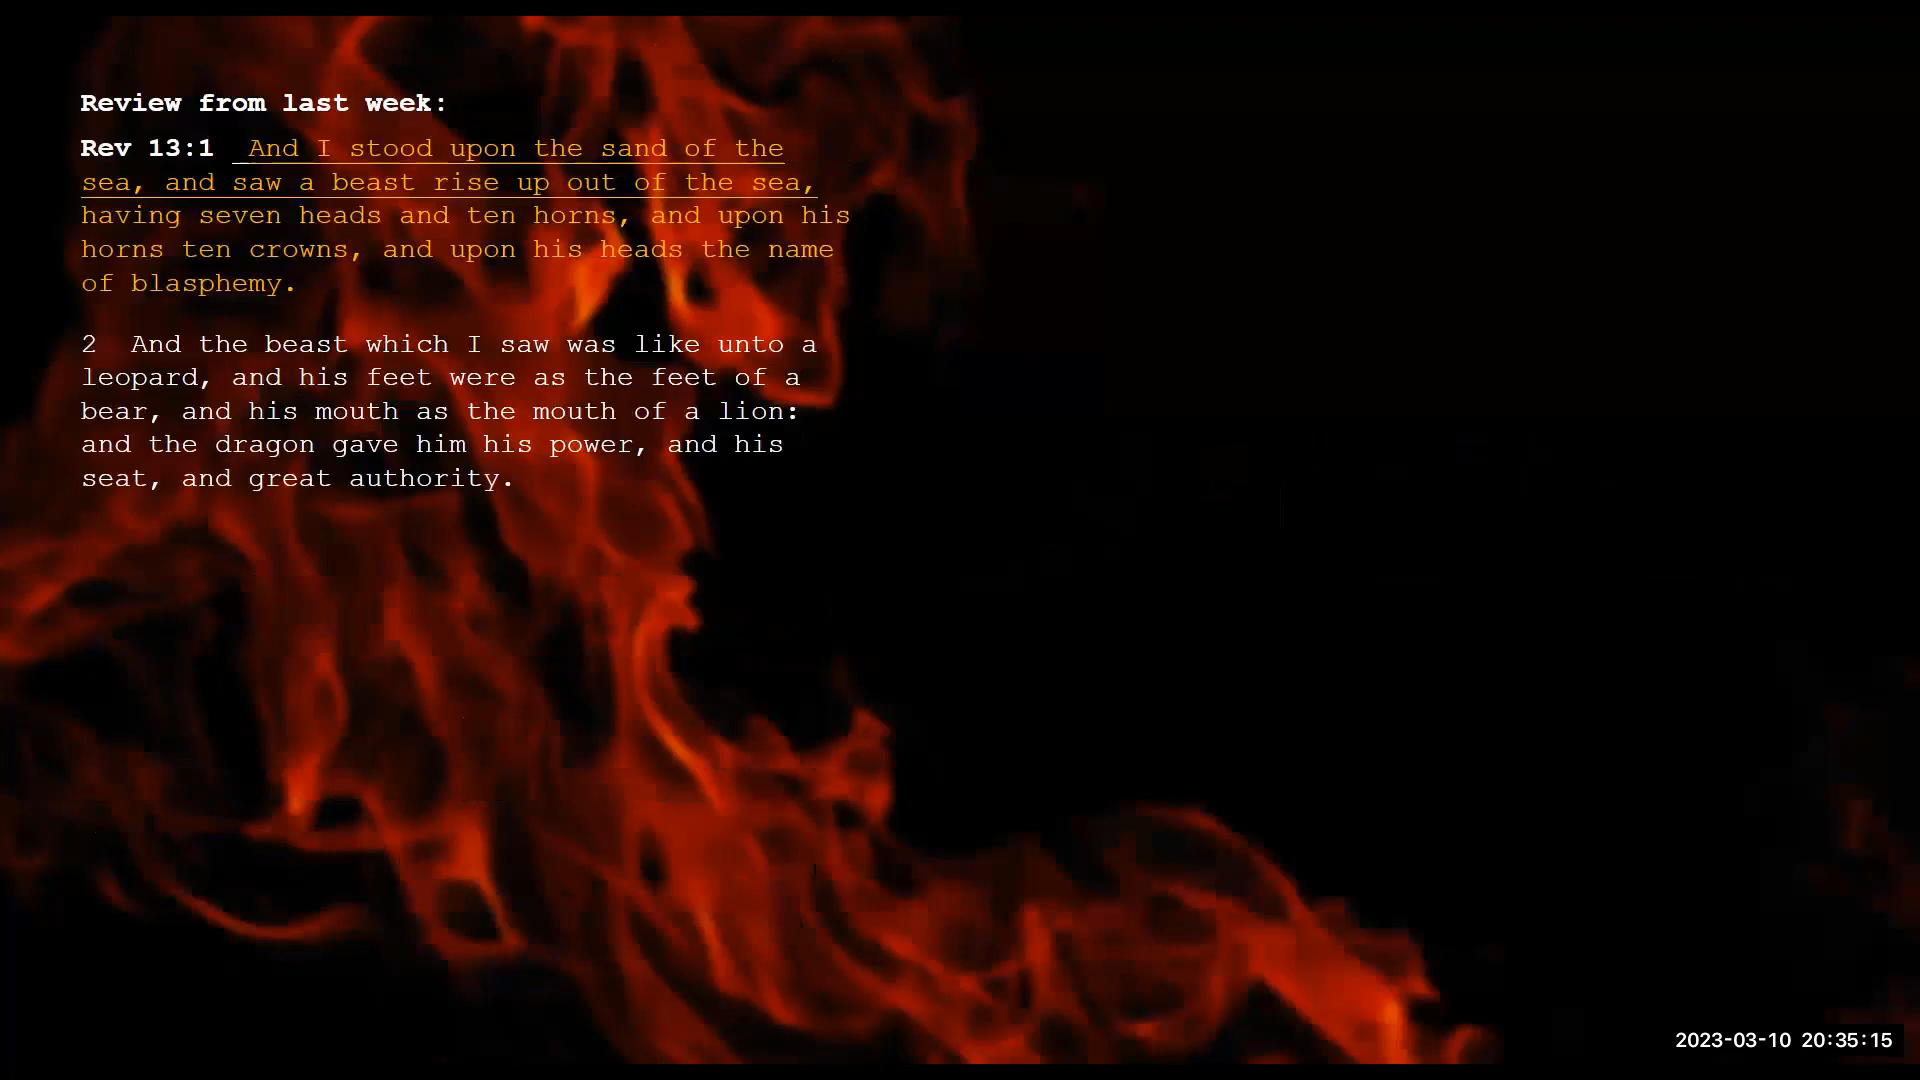 Review from last week:
Rev 13:1 And I stood upon the sand of the
sea, and saw a beast rise up out of the sea,
having seven heads and ten horns, and upon his
horns ten crowns, and upon his heads the name
of blasphemy.
2 And the beast which I saw was like unto a
leopard, and his feet were as the feet of a
bear, and his mouth as the mouth of a lion:
and the dragon gave him his power, and his
seat, and great authority.
2023-03-10 20:35:15